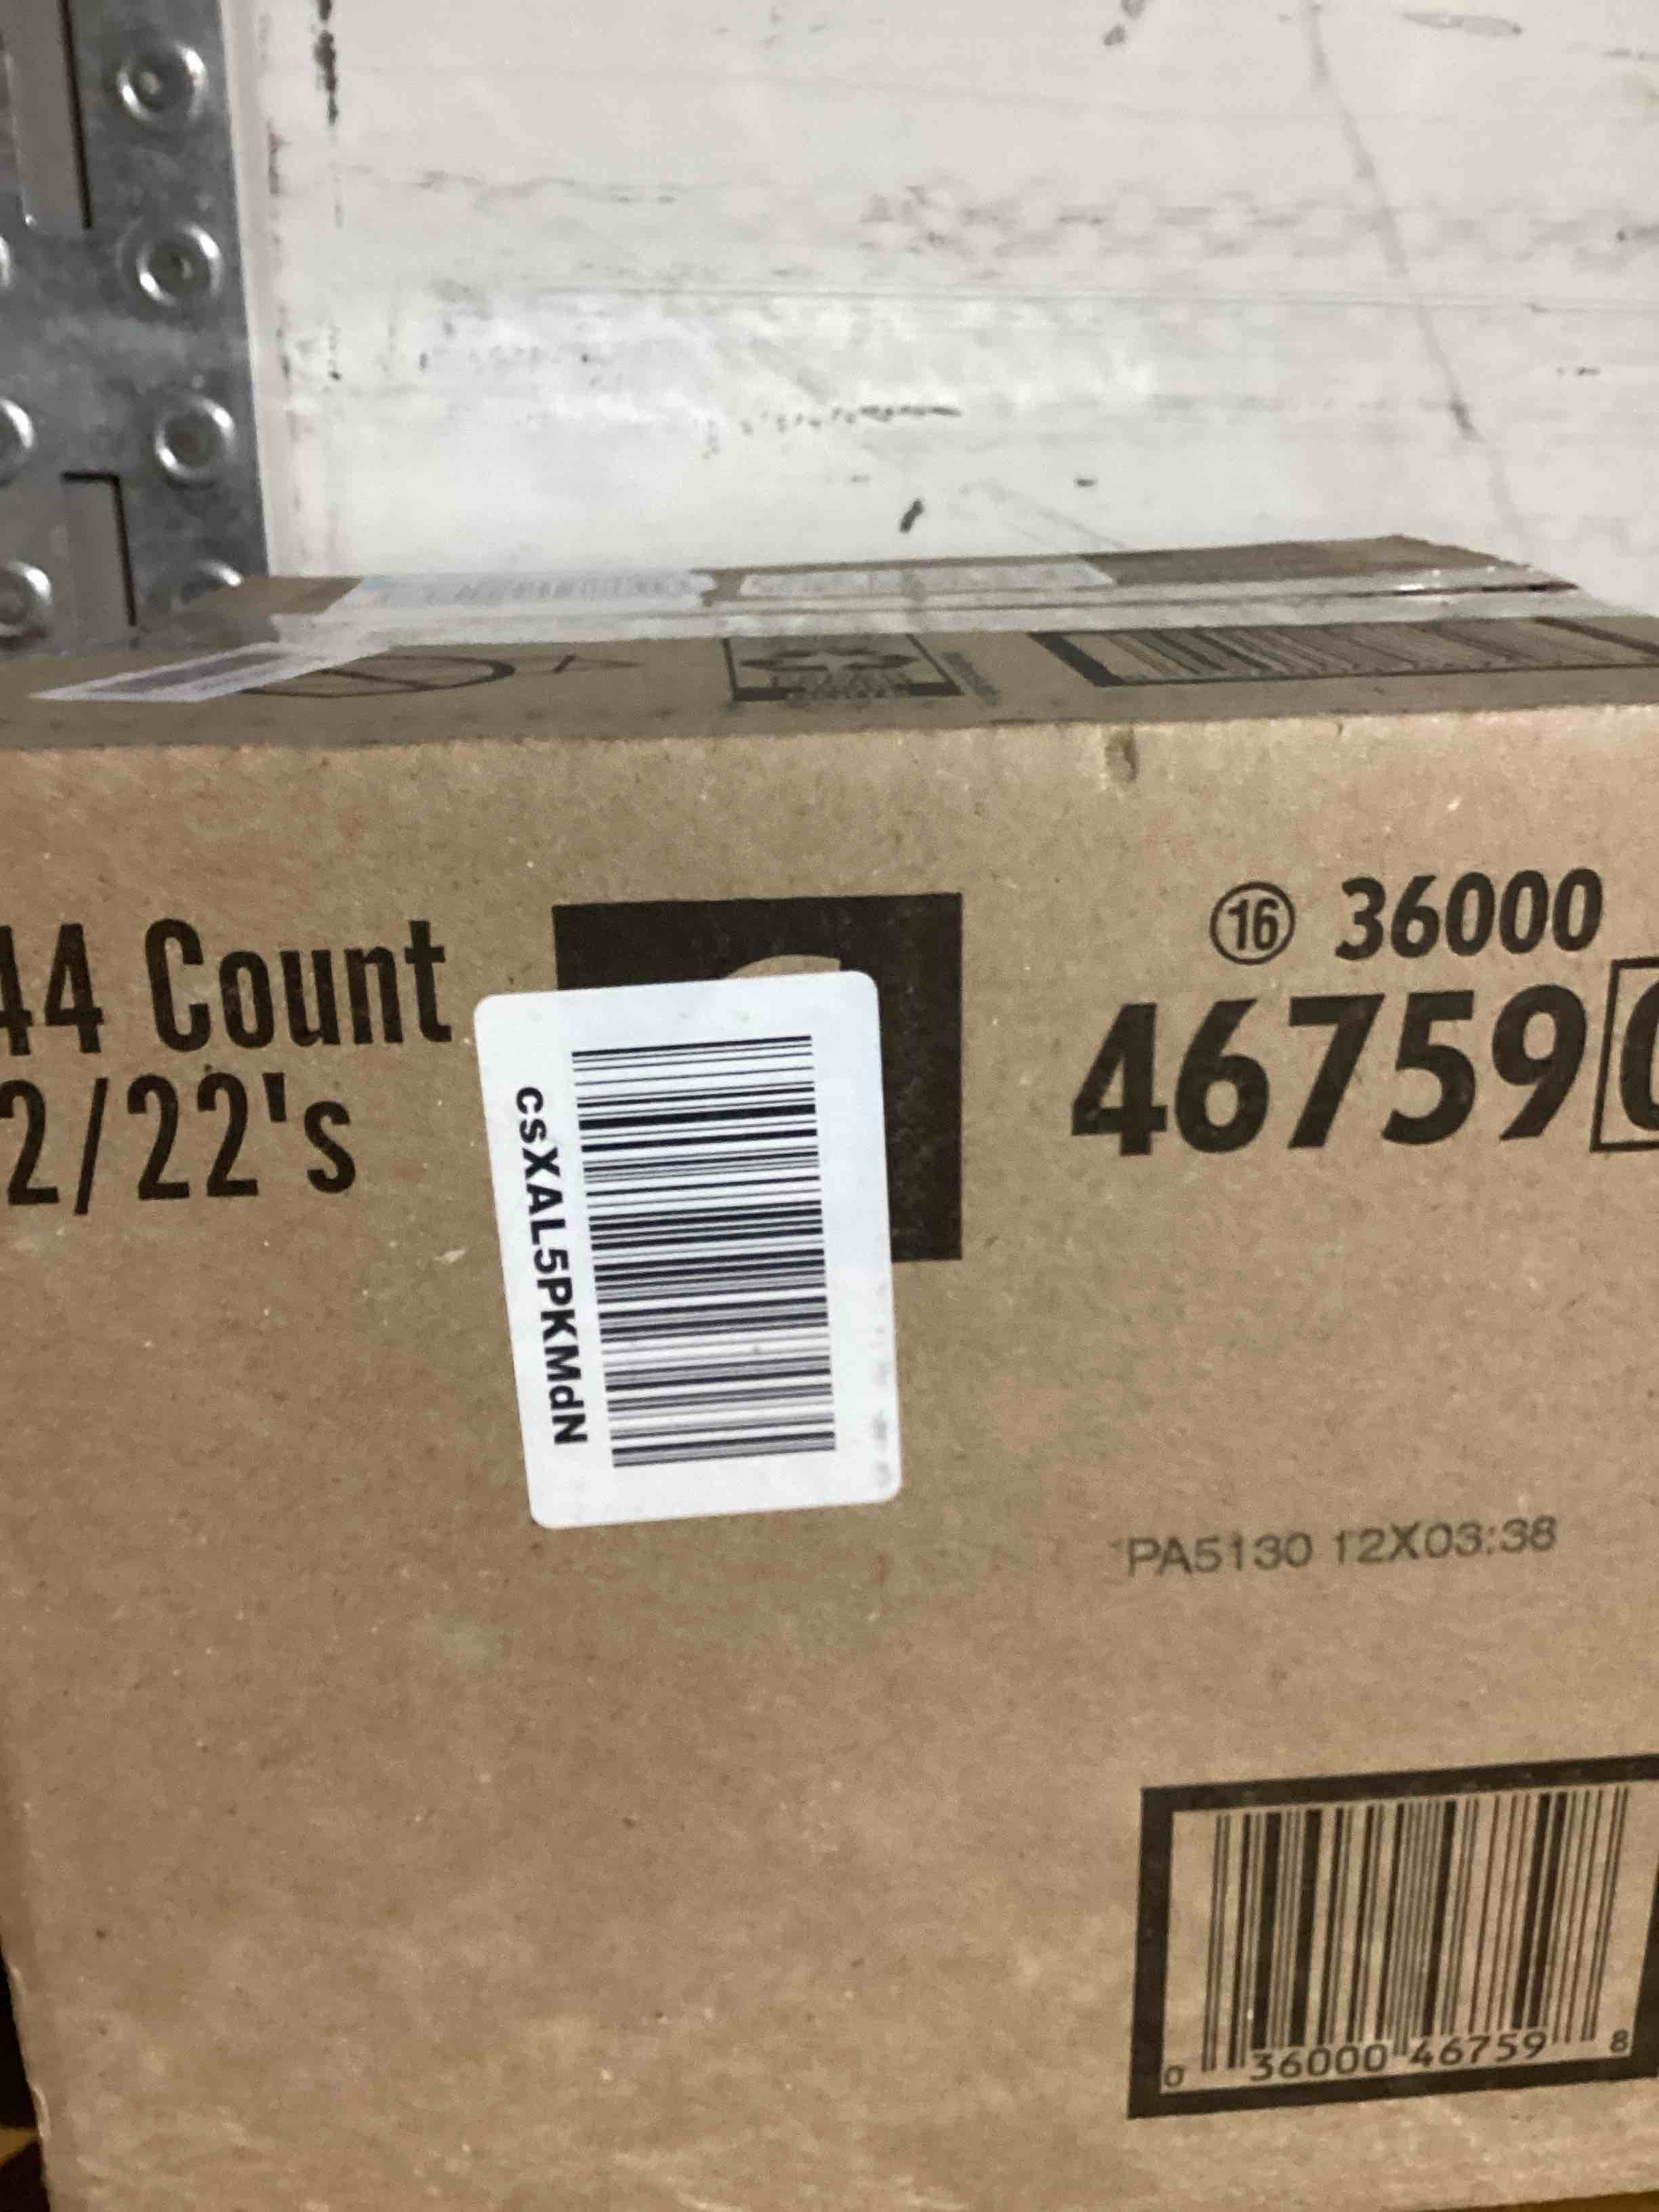 44 Count
2/22's
csXAL5PKMdN
16 36000
46759
PA5130 12X03:38
0 36000 46759 8